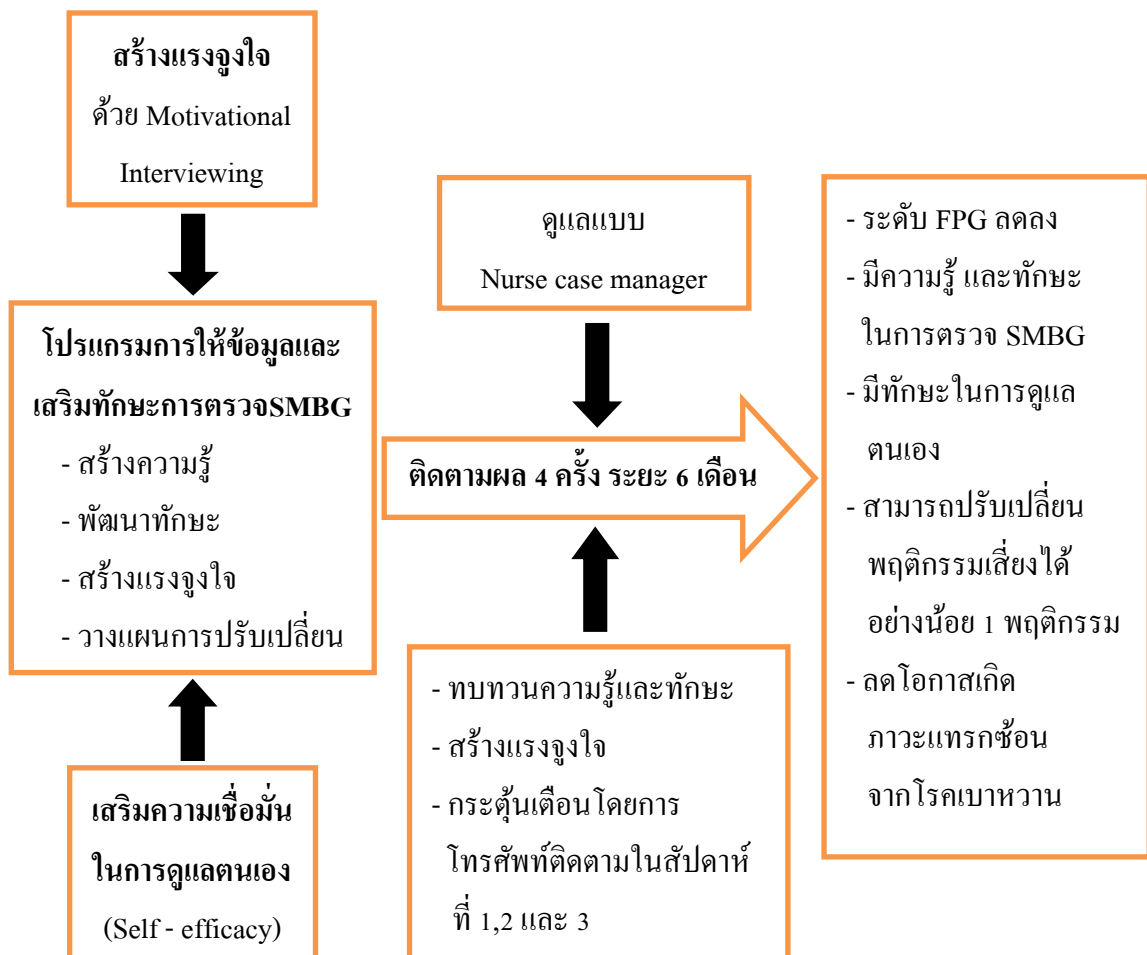 สร้างแรงจูงใจ
ด้วย Motivational
Interviewing
โปรแกรมการให้ข้อมูลและ
เสริมทักษะการตรวจSMBG
- สร้างความรู้
- พัฒนาทักษะ
- สร้างแรงจูงใจ
- วางแผนการปรับเปลี่ยน
เสริมความเชื่อมั่น
ในการดูแลตนเอง
(Self - efficacy)
ดูแลแบบ
Nurse case manager
ติดตามผล 4 ครั้ง ระยะ 6 เดือน
- ทบทวนความรู้และทักษะ
- สร้างแรงจูงใจ
- กระตุ้นเตือนโดยการ
โทรศัพท์ติดตามในสัปดาห์
ที่ 1,2 และ 3
- ระดับ FPG ลดลง
- มีความรู้ และทักษะ
ในการตรวจ SMBG
- มีทักษะในการดูแล
ตนเอง
- สามารถปรับเปลี่ยน
พฤติกรรมเสี่ยงได้
อย่างน้อย 1 พฤติกรรม
- ลดโอกาสเกิด
ภาวะแทรกซ้อน
จากโรคเบาหวาน